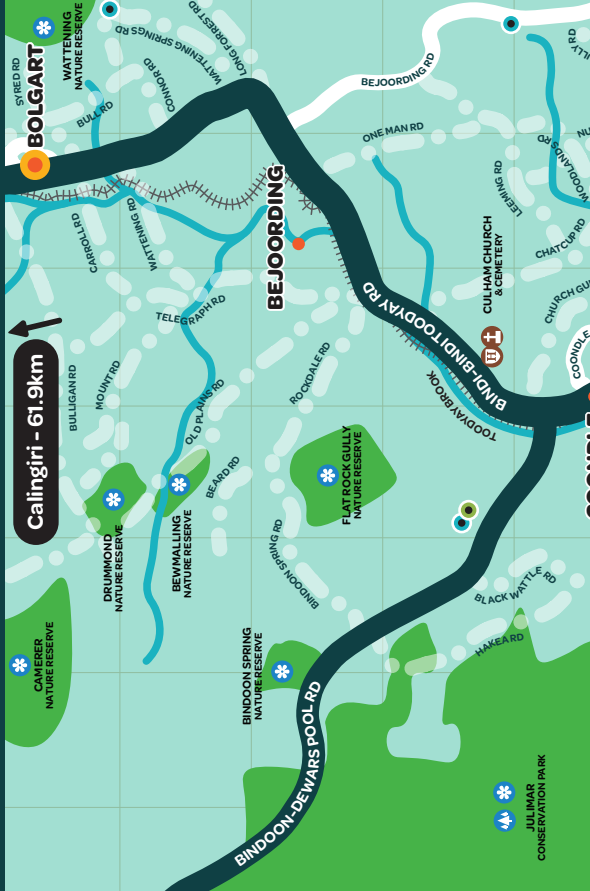 SYRED RD
BOLGART
WATTENING
NATURE RESERVE
BULL RD
WATTENING SPRINGS RD
CONNOR RD
LONG FORREST RD
BEJOORDING RD
ONE MAN RD
LEEMING RD
WOODLANDS RD
CARROLL RD
WATTENING RD
BEJOORDING
CULHAM CHURCH
& CEMETERY
CHATCUP RD
CHURCH GU
COONDLE
TELEGRAPH RD
BINDI-BINDI TOODYAY RD
TOODYAY BROOK
Calingiri - 61.9km
BULLIGAN RD
MOUNT RD
ROCKDALE RD
OLD PLAINS RD
BEARD RD
FLAT ROCK GULLY
NATURE RESERVE
DRUMMOND
NATURE RESERVE
BEWMALLING
NATURE RESERVE
BINDOON SPRING RD
BLACK WATTLE RD
HAKEA RD
CAMERER
NATURE RESERVE
BINDOON SPRING
NATURE RESERVE
BINDOON-DEWARS POOL RD
JULIMAR
CONSERVATION PARK